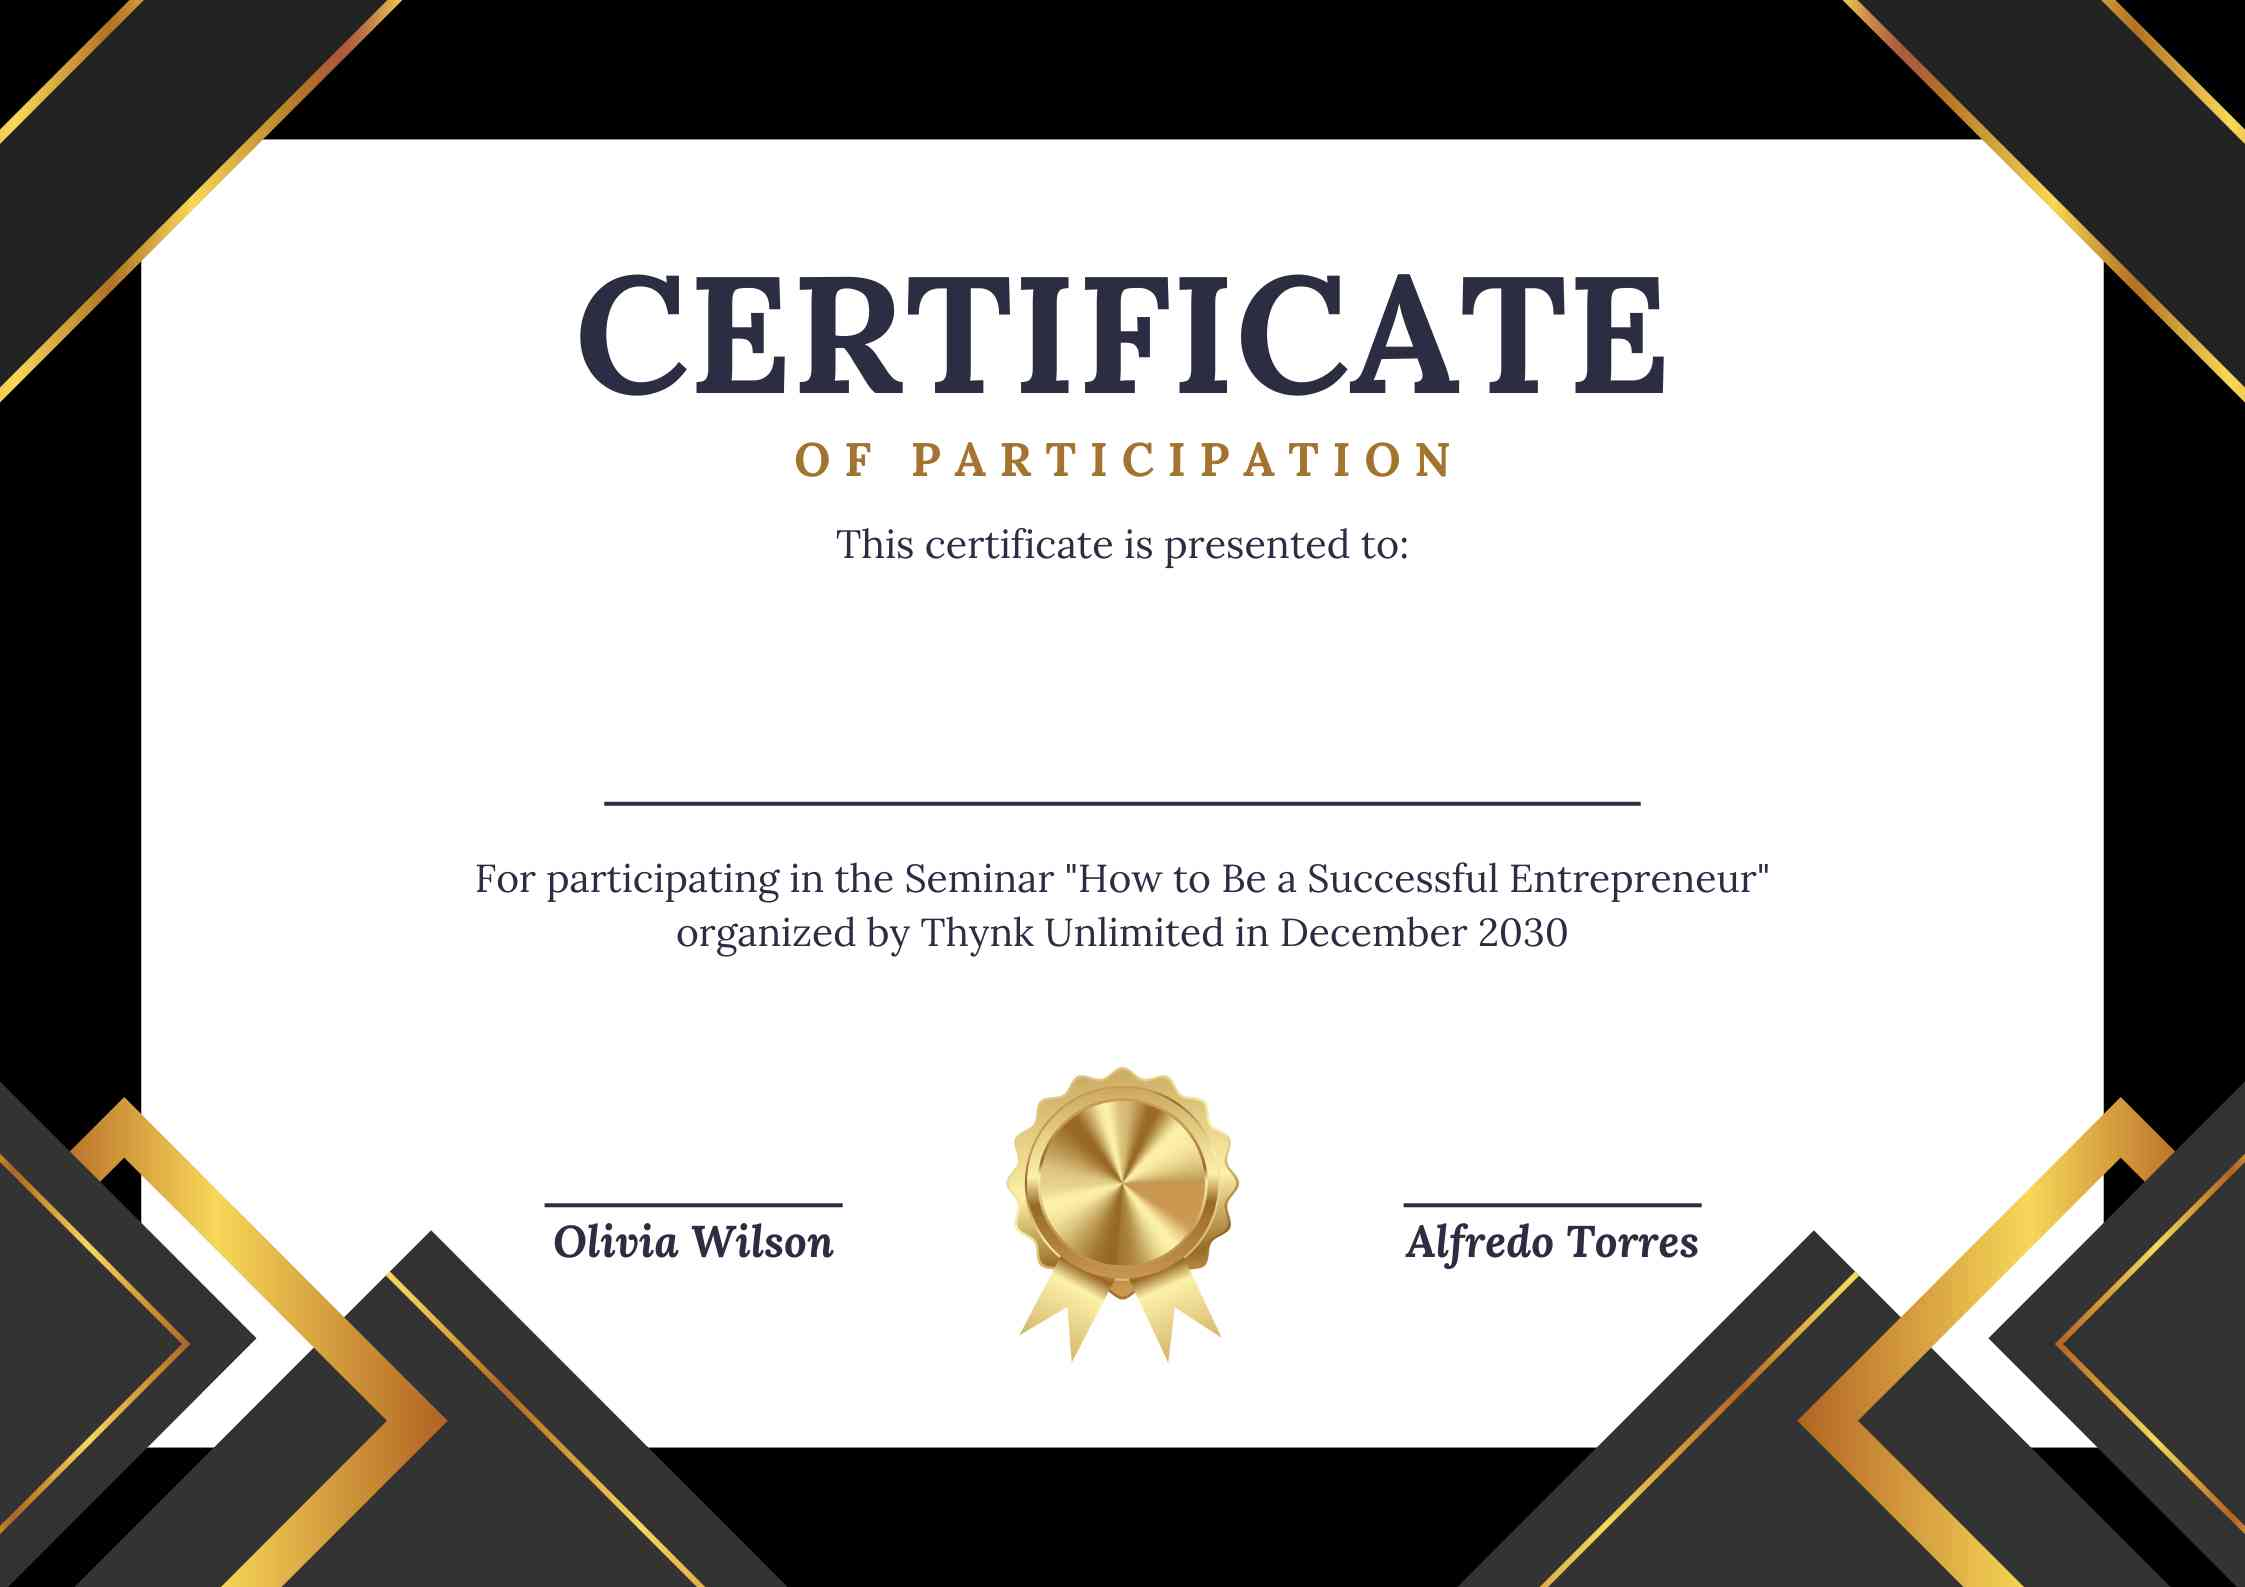 CERTIFICATE
OF PARTICIPATION
This certificate is presented to:
For participating in the Seminar "How to Be a Successful Entrepreneur"
organized by Thynk Unlimited in December 2030
Olivia Wilson
Alfredo Torres